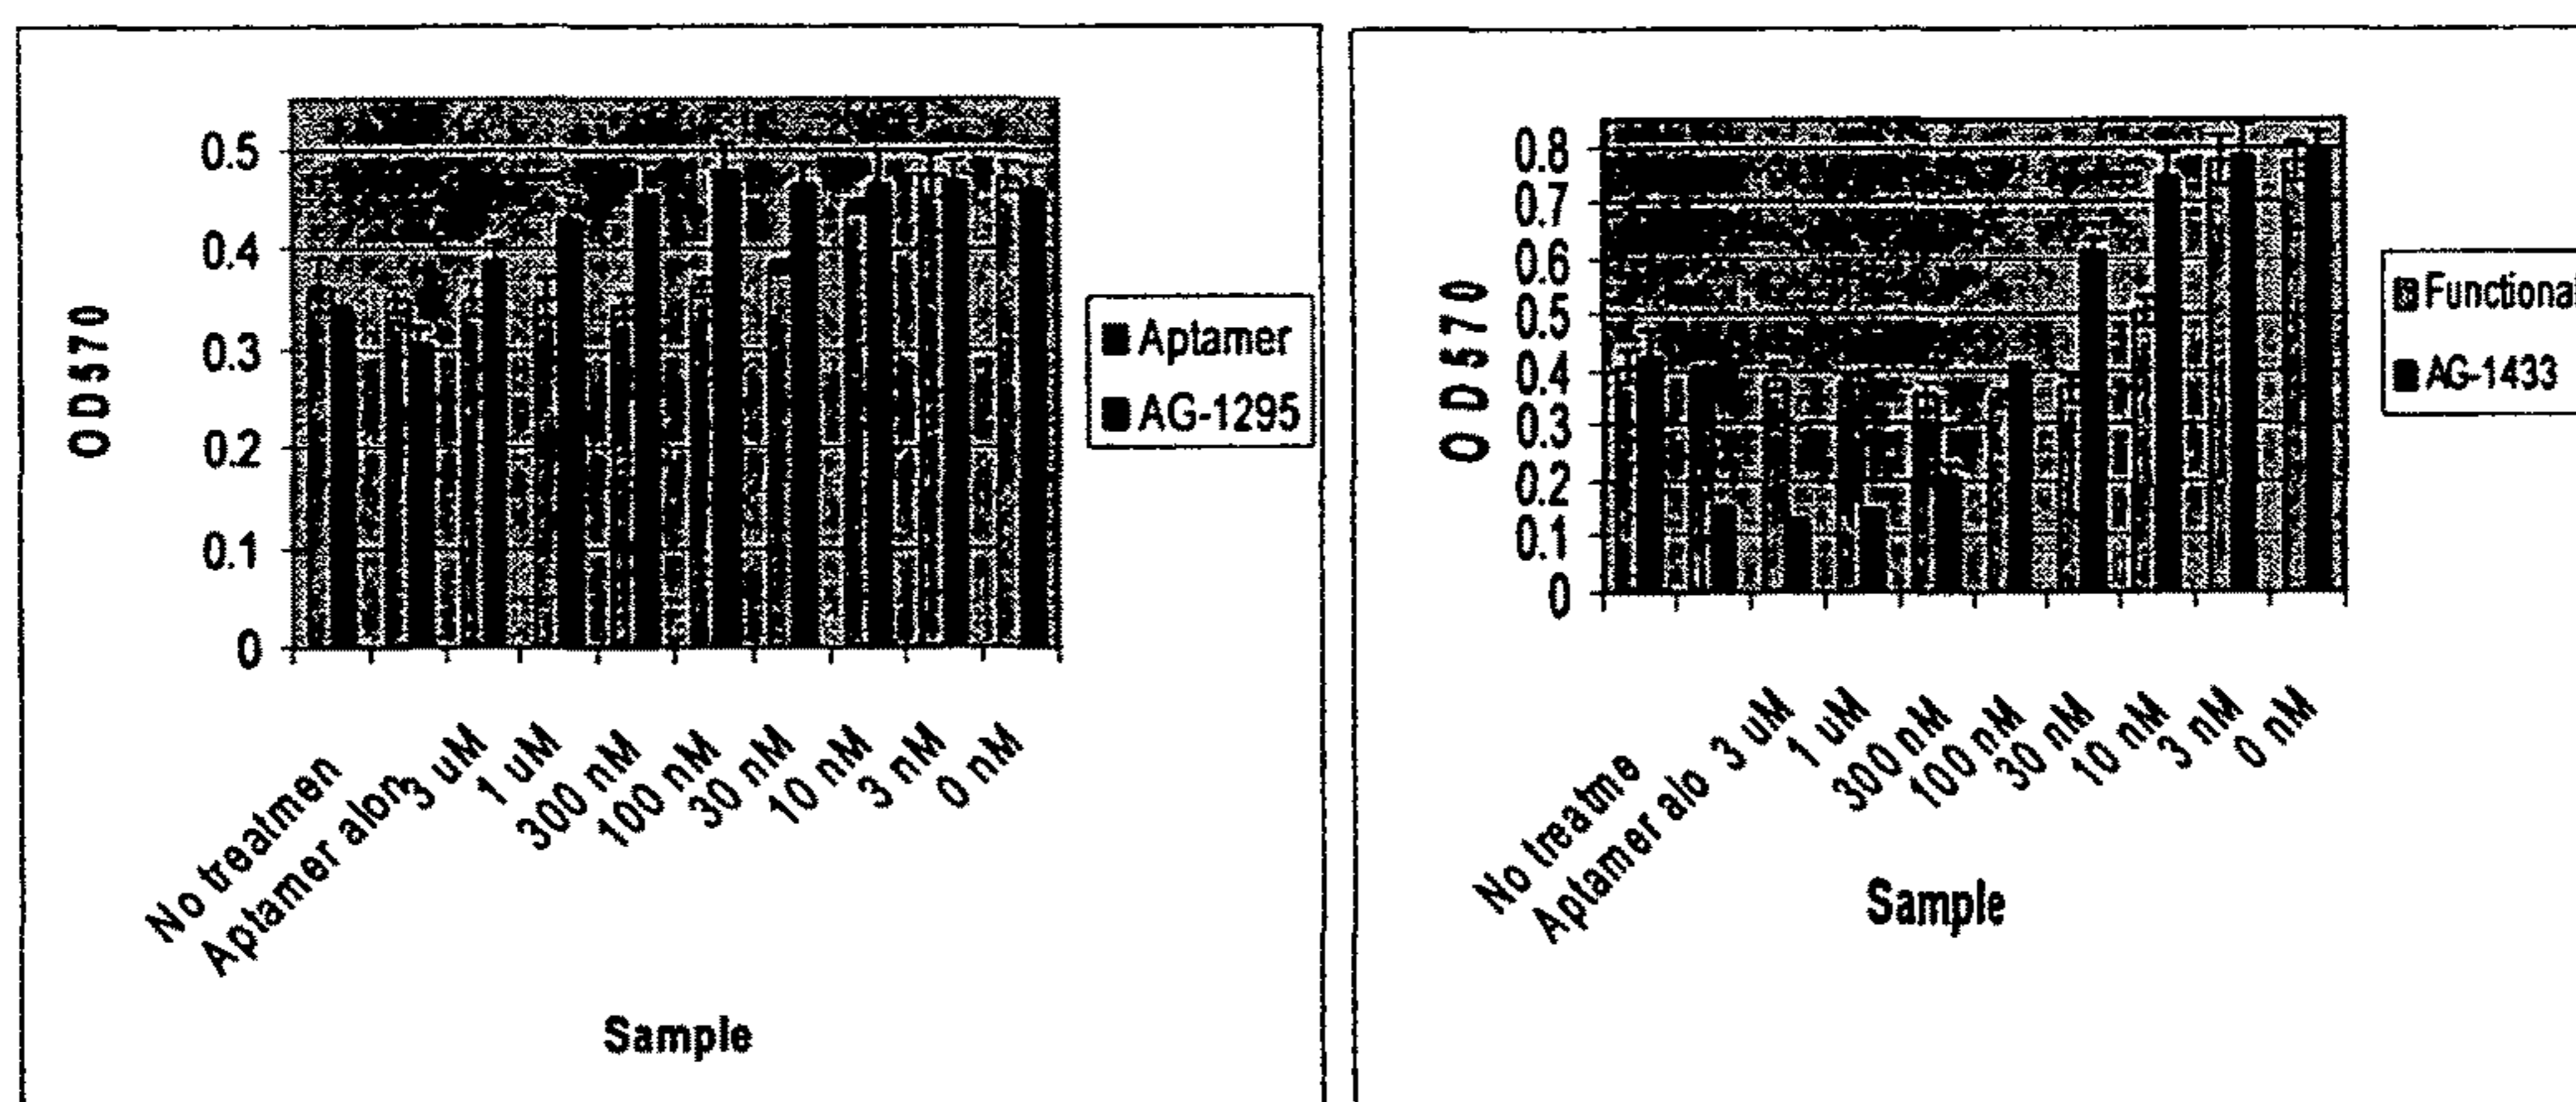 0.5
0.4
0.3
0.2
0.1
0
OD570
No treatmen
Aptamer alon
3 uM
1 uM
300 nM
100 nM
30 nM
10 nM
3 nM
0 nM
Sample
Aptamer
AG-1295
0.8
0.7
0.6
0.5
0.4
0.3
0.2
0.1
0
OD570
No treatme
Aptamer alo
3 uM
1 uM
300 nM
100 nM
30 nM
10 nM
3 nM
0 nM
Sample
Functional
AG-1433